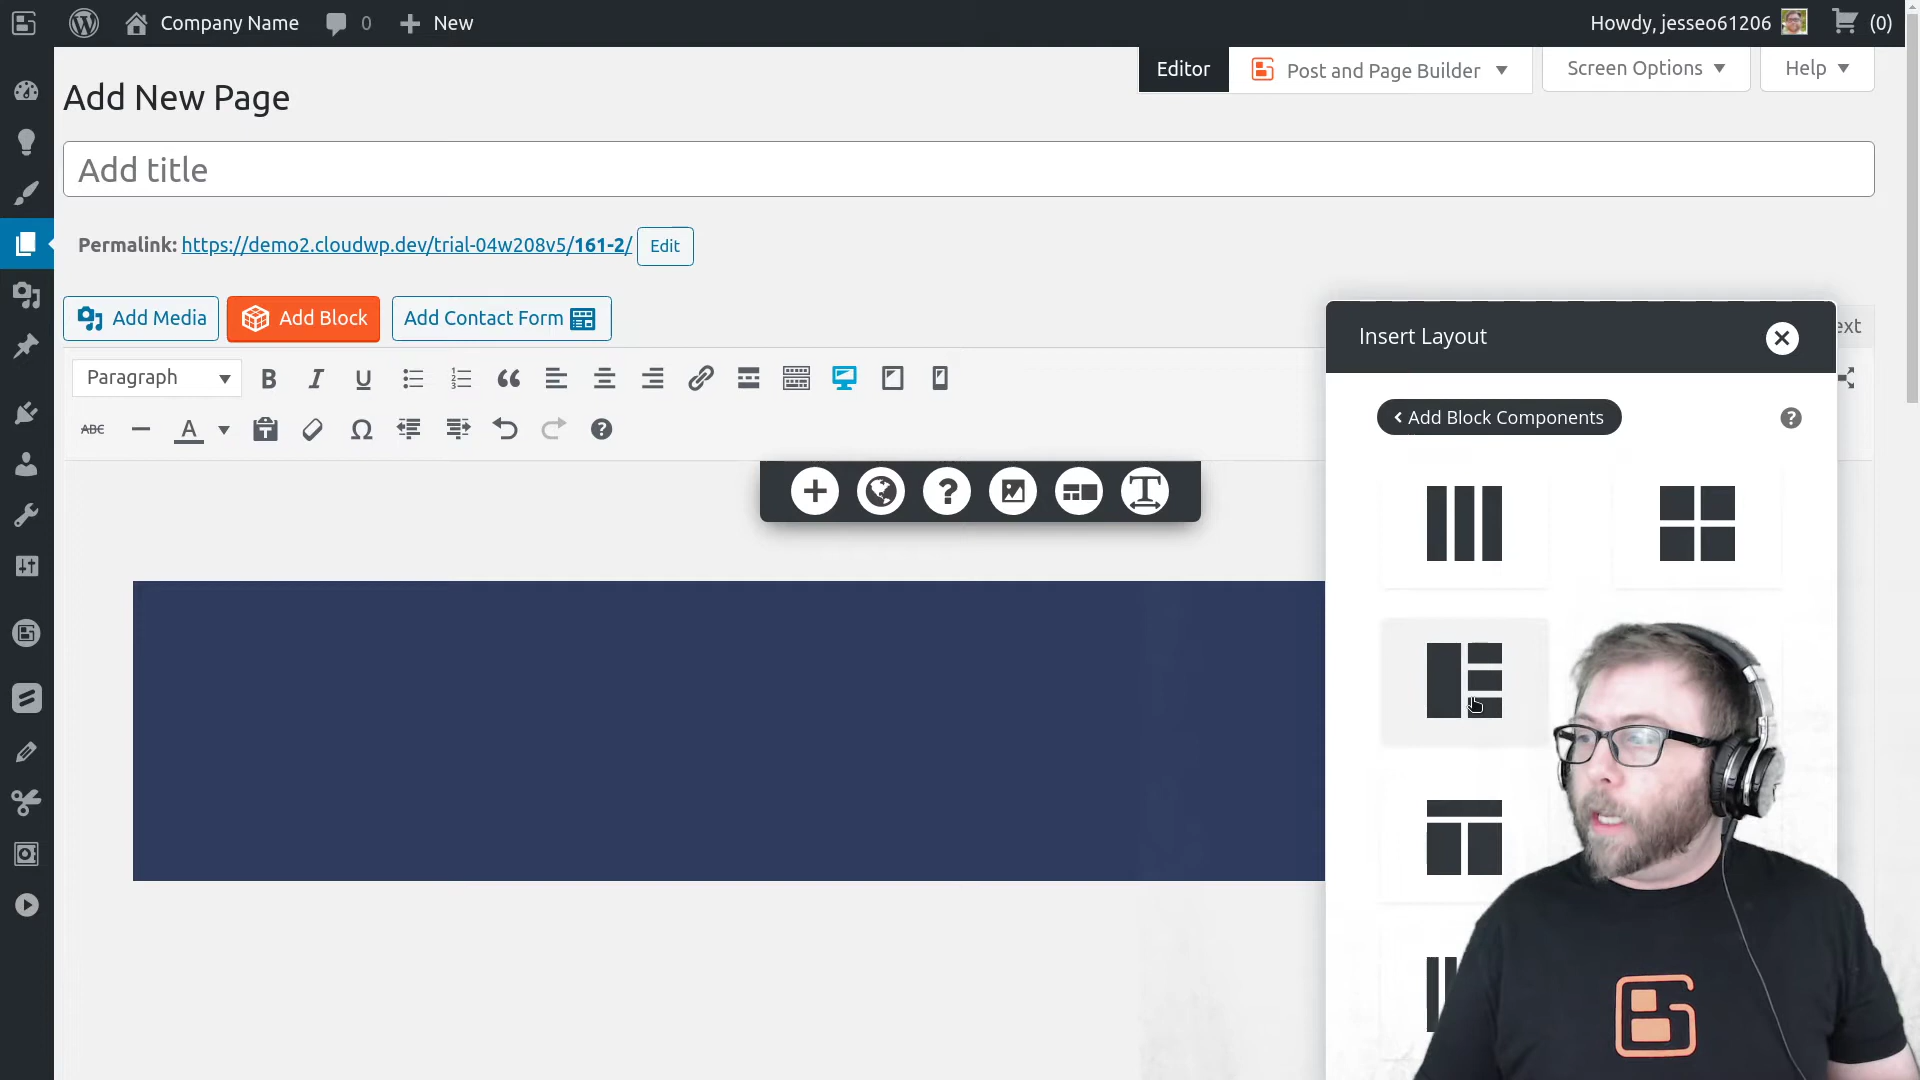 Company Name
0
New
Howdy, jesseo61206
(0)
Editor
Post and Page Builder
Screen Options
Help
Add New Page
Add title
Permalink: https://demo2.cloudwp.dev/trial-04w208v5/161-2/
Edit
Add Media
Add Block
Add Contact Form
ext
Insert Layout
Paragraph
B
I
U
ABC
A
Ω
Add Block Components